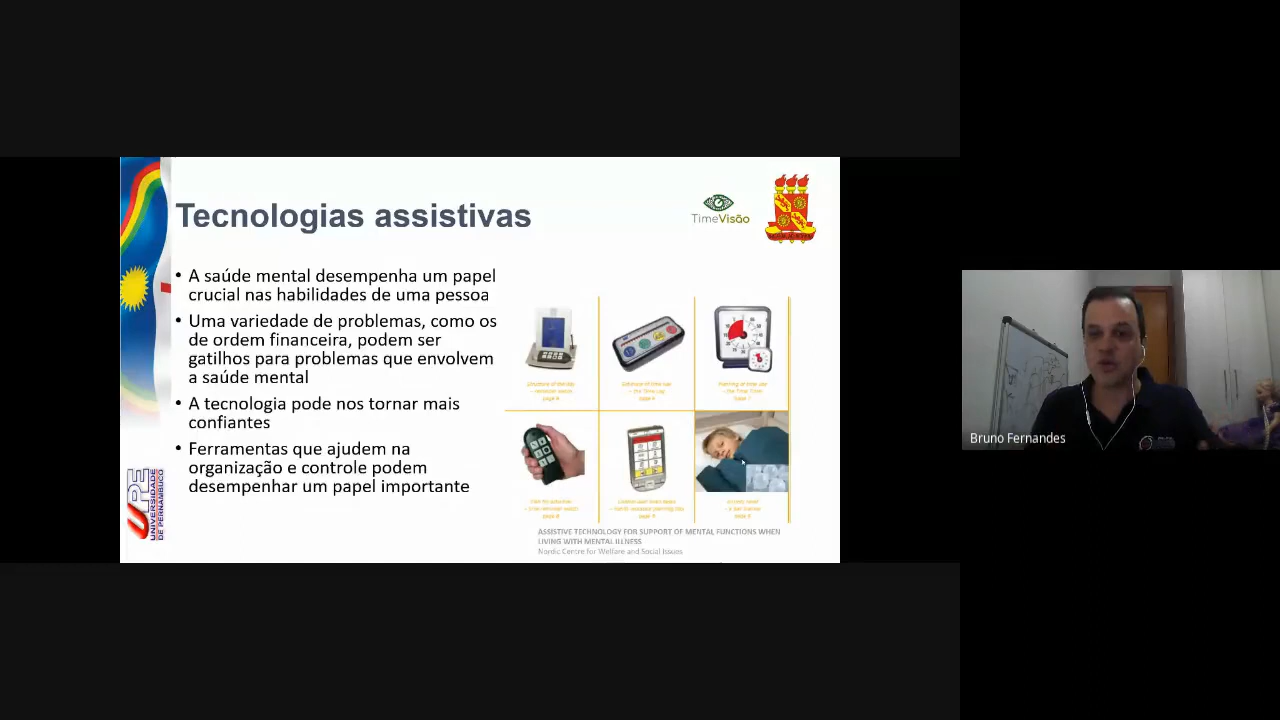 Tecnologias assistivas
TimeVisão
• A saúde mental desempenha um papel
crucial nas habilidades de uma pessoa
• Uma variedade de problemas, como os
de ordem financeira, podem ser
gatilhos para problemas que envolvem
a saúde mental
• A tecnologia pode nos tornar mais
confiantes
• Ferramentas que ajudem na
organização e controle podem
desempenhar um papel importante
UPE
UNIVERSIDADE
DE PERNAMBUCO
ASSISTIVE TECHNOLOGY FOR SUPPORT OF MENTAL FUNCTIONS WHEN
LIVING WITH MENTAL ILLNESS
Nordic Centre for Welfare and Social Issues
Bruno Fernandes